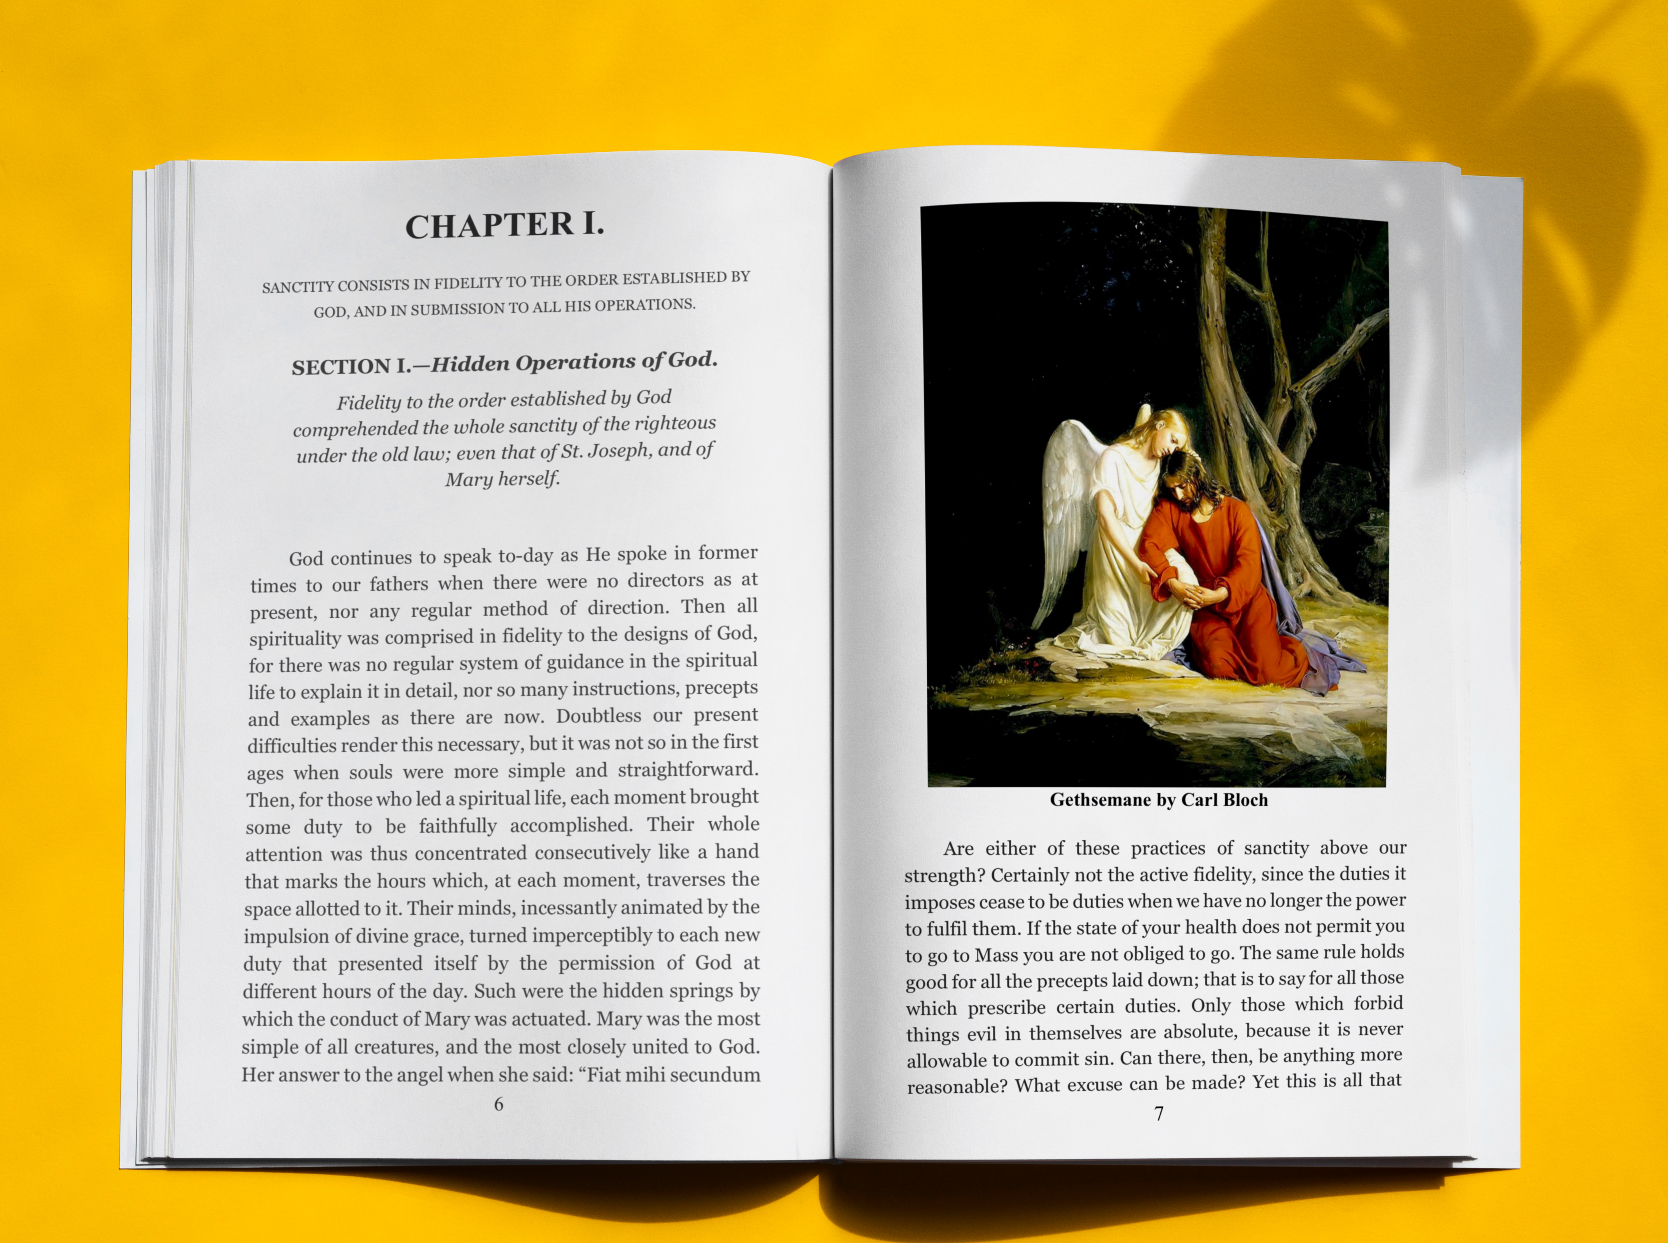 CHAPTER I.
SANCTITY CONSISTS IN FIDELITY TO THE ORDER ESTABLISHED BY
GOD, AND IN SUBMISSION TO ALL HIS OPERATIONS.
SECTION I.—Hidden Operations of God.
Fidelity to the order established by God
comprehended the whole sanctity of the righteous
under the old law; even that of St. Joseph, and of
Mary herself.
God continues to speak to-day as He spoke in former
times to our fathers when there were no directors as at
present, nor any regular method of direction. Then all
spirituality was comprised in fidelity to the designs of God,
for there was no regular system of guidance in the spiritual
life to explain it in detail, nor so many instructions, precepts
and examples as there are now. Doubtless our present
difficulties render this necessary, but it was not so in the first
ages when souls were more simple and straightforward.
Then, for those who led a spiritual life, each moment brought
some duty to be faithfully accomplished. Their whole
attention was thus concentrated consecutively like a hand
that marks the hours which, at each moment, traverses the
space allotted to it. Their minds, incessantly animated by the
impulsion of divine grace, turned imperceptibly to each new
duty that presented itself by the permission of God at
different hours of the day. Such were the hidden springs by
which the conduct of Mary was actuated. Mary was the most
simple of all creatures, and the most closely united to God.
Her answer to the angel when she said: “Fiat mihi secundum
6
Gethsemane by Carl Bloch
Are either of these practices of sanctity above our
strength? Certainly not the active fidelity, since the duties it
imposes cease to be duties when we have no longer the power
to fulfil them. If the state of your health does not permit you
to go to Mass you are not obliged to go. The same rule holds
good for all the precepts laid down; that is to say for all those
which prescribe certain duties. Only those which forbid
things evil in themselves are absolute, because it is never
allowable to commit sin. Can there, then, be anything more
reasonable? What excuse can be made? Yet this is all that
7